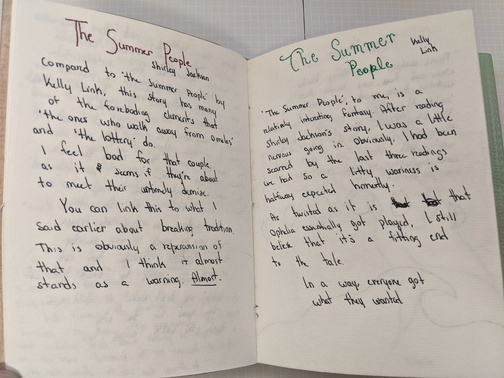 The Summer People
Shirley Jackson
compared to 'the Summer People' by
Kelly Link, this story has many
of the foreboding elements that
'the ones who walk away from omelas'
and 'the lottery' do.
I feel bad for that couple
as it seems if they're about
to meet their untimely demise.
You can link this to what I
said earlier about breaking tradition.
This is obviously a repercussion of
that and I think it almost
stands as a warning. Almost.
The Summer
People
Kelly
Link
'The Summer People', to me, is a
relatively interesting fantasy. After reading
Shirley Jackson's story, I was a little
nervous going in. Obviously, I had been
scarred by the last three readings
we had so a little wariness is
halfway expected honestly.
As twisted as it is that
Ophelia essentially got played, I still
believe that it's a fitting end
to the tale.
In a way, everyone got
what they wanted